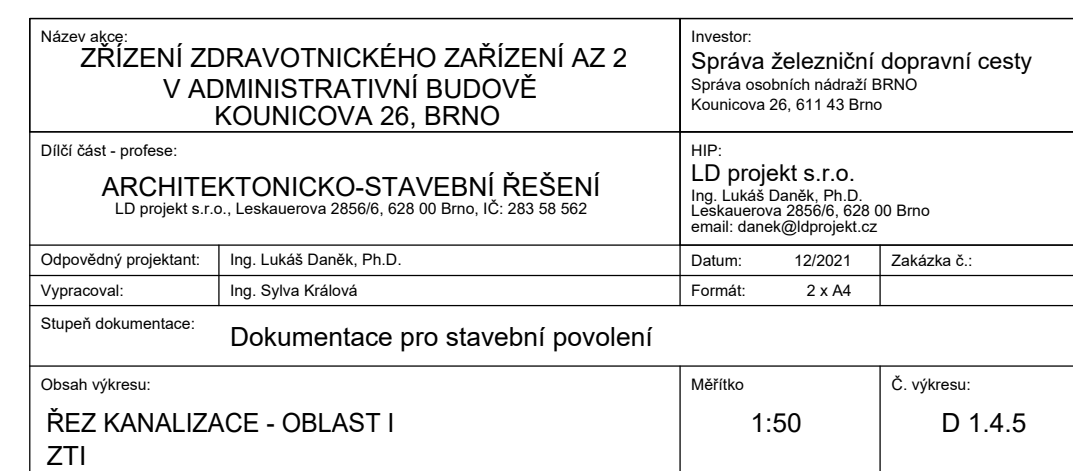 Název akce:
ZŘÍZENÍ ZDRAVOTNICKÉHO ZAŘÍZENÍ AZ 2
V ADMINISTRATIVNÍ BUDOVĚ
KOUNICOVA 26, BRNO
Investor:
Správa železniční dopravní cesty
Správa osobních nádraží BRNO
Kounicova 26, 611 43 Brno
Dílčí část - profese:
ARCHITEKTONICKO-STAVEBNÍ ŘEŠENÍ
LD projekt s.r.o., Leskauerova 2856/6, 628 00 Brno, IČ: 283 58 562
HIP:
LD projekt s.r.o.
Ing. Lukáš Daněk, Ph.D.
Leskauerova 2856/6, 628 00 Brno
email: danek@ldprojekt.cz
Odpovědný projektant: Ing. Lukáš Daněk, Ph.D.
Datum: 12/2021 Zakázka č.:
Vypracoval: Ing. Sylva Králová
Formát: 2 x A4
Stupeň dokumentace:
Dokumentace pro stavební povolení
Obsah výkresu:
ŘEZ KANALIZACE - OBLAST I
ZTI
Měřítko
1:50
Č. výkresu:
D 1.4.5